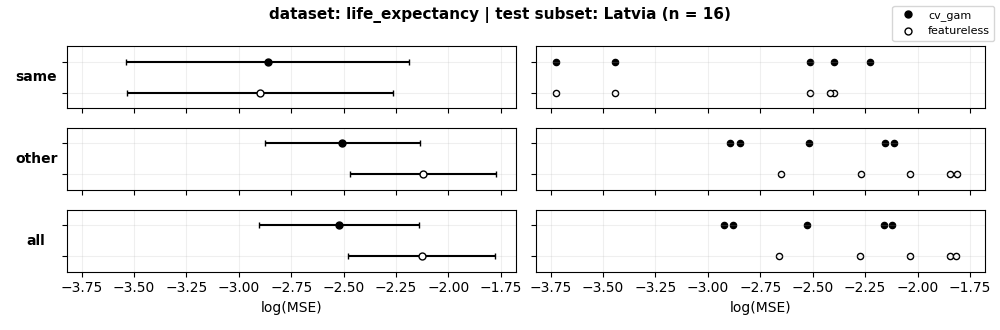 dataset: life_expectancy | test subset: Latvia (n = 16)
cv_gam
featureless
same
other
all
−3.75 −3.50 −3.25 −3.00 −2.75 −2.50 −2.25 −2.00 −1.75
−3.75 −3.50 −3.25 −3.00 −2.75 −2.50 −2.25 −2.00 −1.75
log(MSE)
log(MSE)